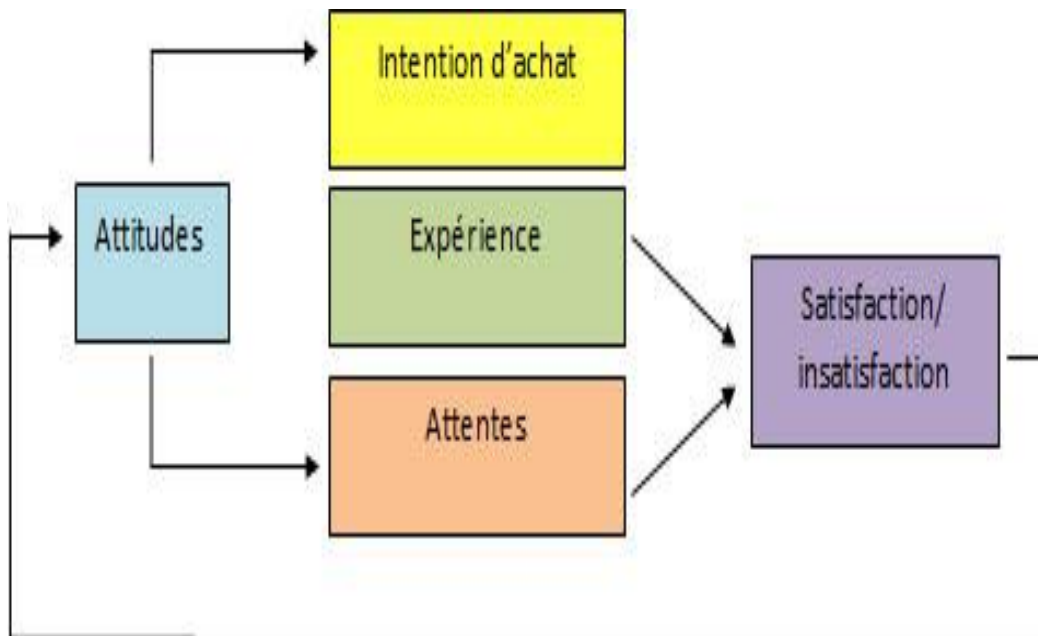 Intention d'achat
Attitudes
Expérience
Satisfaction/
insatisfaction
Attentes